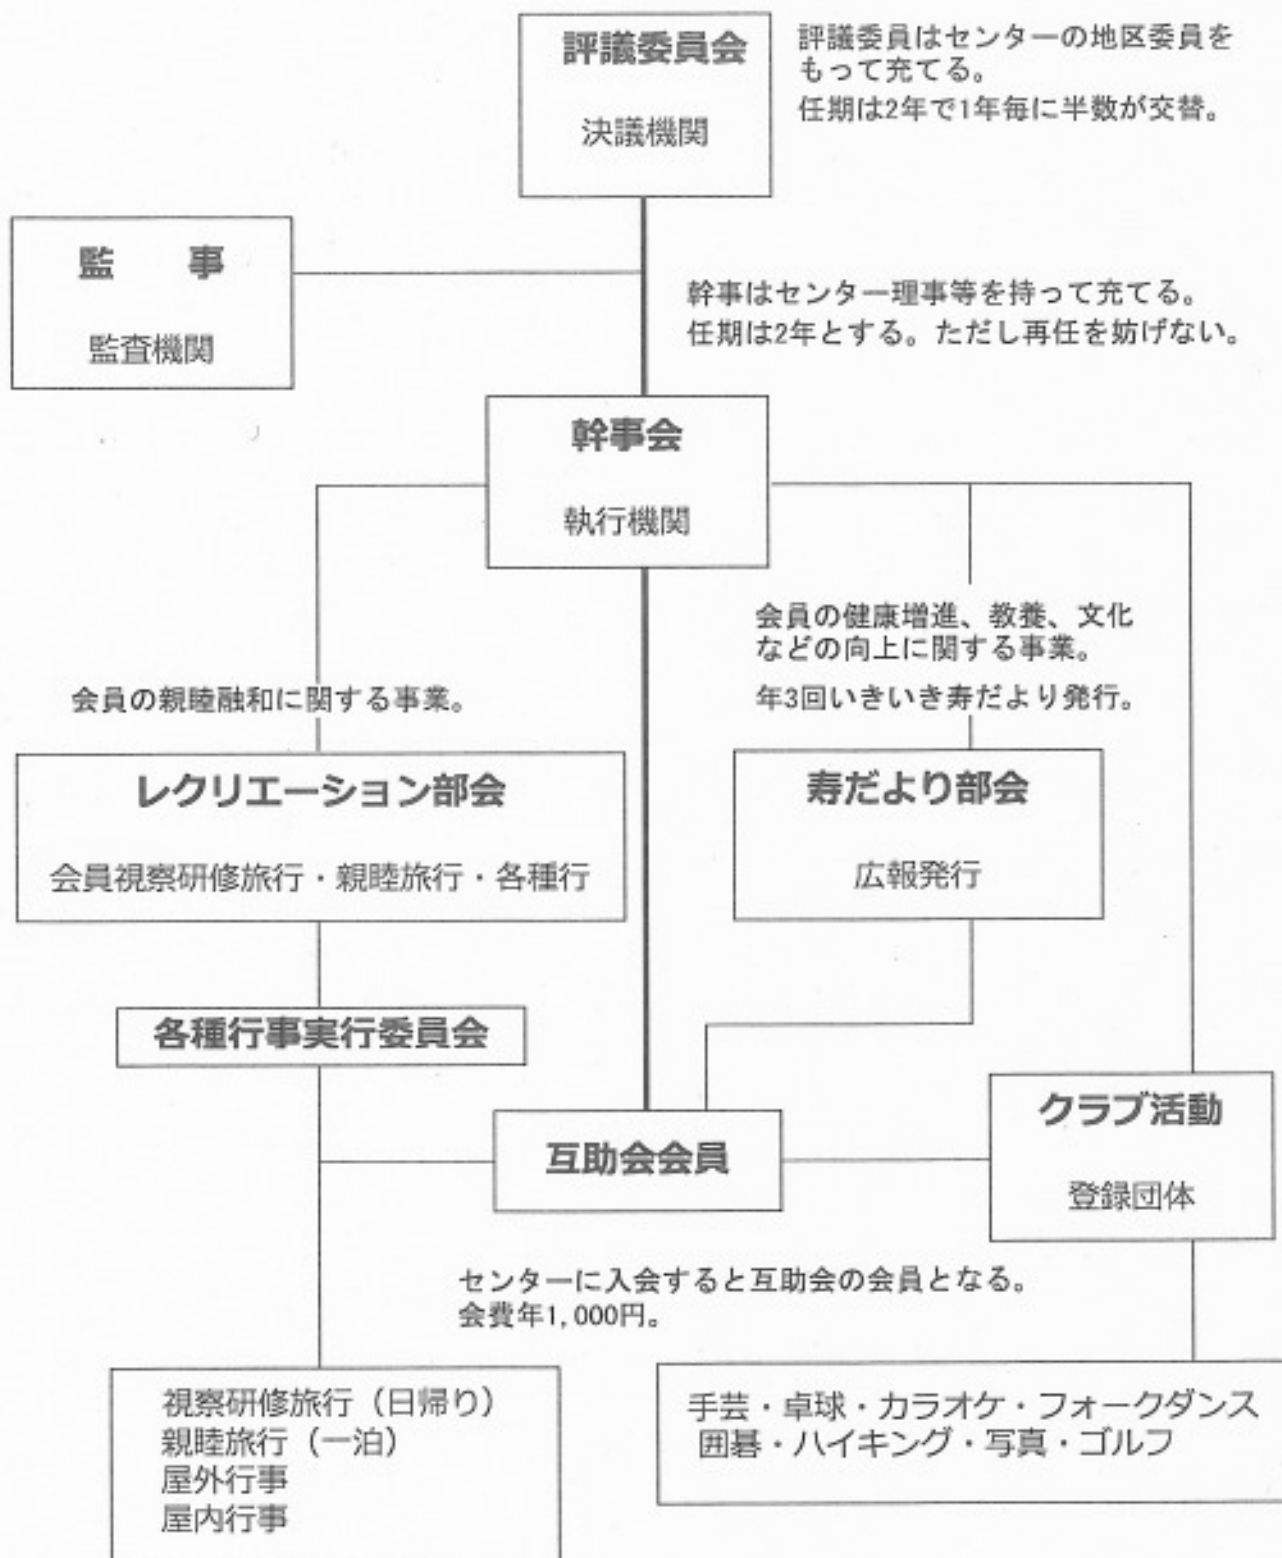 評議委員会
決議機関
評議委員はセンターの地区委員を
もって充てる。
任期は2年で1年毎に半数が交替。
監　事
監査機関
幹事はセンター理事等を持って充てる。
任期は2年とする。ただし再任を妨げない。
幹事会
執行機関
会員の健康増進、教養、文化
などの向上に関する事業。
年3回いきいき寿だより発行。
会員の親睦融和に関する事業。
レクリエーション部会
会員視察研修旅行・親睦旅行・各種行
寿だより部会
広報発行
各種行事実行委員会
互助会会員
クラブ活動
登録団体
センターに入会すると互助会の会員となる。
会費年1,000円。
視察研修旅行（日帰り）
親睦旅行（一泊）
屋外行事
屋内行事
手芸・卓球・カラオケ・フォークダンス
囲碁・ハイキング・写真・ゴルフ